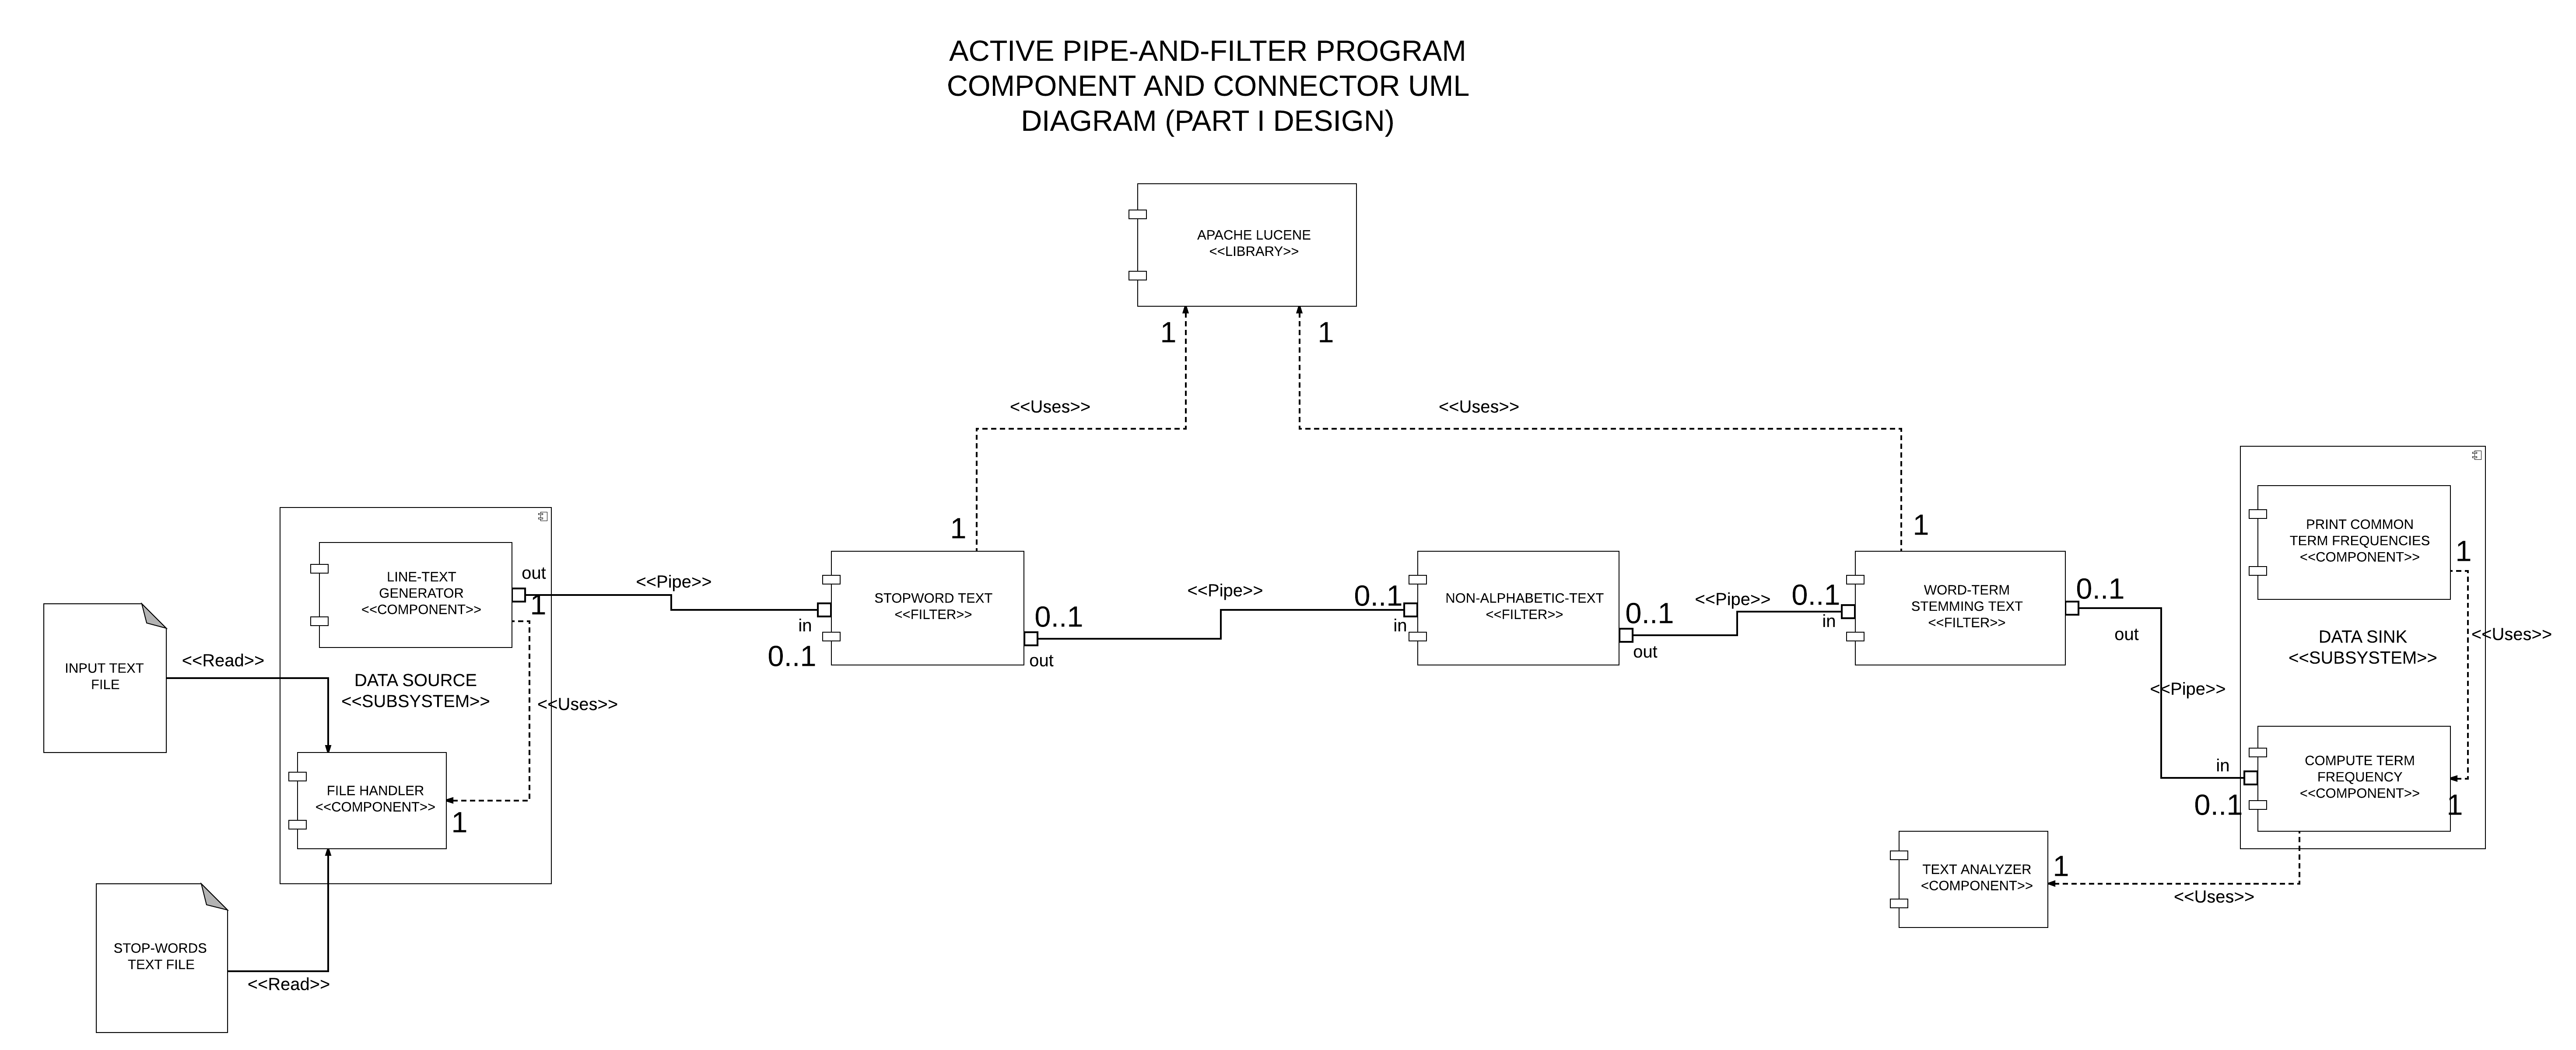 ACTIVE PIPE-AND-FILTER PROGRAM
COMPONENT AND CONNECTOR UML
DIAGRAM (PART I DESIGN)
APACHE LUCENE
<<LIBRARY>>
1
1
<<Uses>>
<<Uses>>
1
1
INPUT TEXT
FILE
<<Read>>
STOP-WORDS
TEXT FILE
<<Read>>
LINE-TEXT
GENERATOR
<<COMPONENT>>
out
1
DATA SOURCE
<<SUBSYSTEM>>
<<Uses>>
FILE HANDLER
<<COMPONENT>>
1
<<Pipe>>
in
0..1
STOPWORD TEXT
<<FILTER>>
0..1
out
<<Pipe>>
0..1
in
NON-ALPHABETIC-TEXT
<<FILTER>>
0..1
out
<<Pipe>>
0..1
in
WORD-TERM
STEMMING TEXT
<<FILTER>>
0..1
out
<<Pipe>>
in
0..1
PRINT COMMON
TERM FREQUENCIES
<<COMPONENT>>
1
DATA SINK
<<SUBSYSTEM>>
<<Uses>>
COMPUTE TERM
FREQUENCY
<<COMPONENT>>
1
TEXT ANALYZER
<COMPONENT>>
1
<<Uses>>